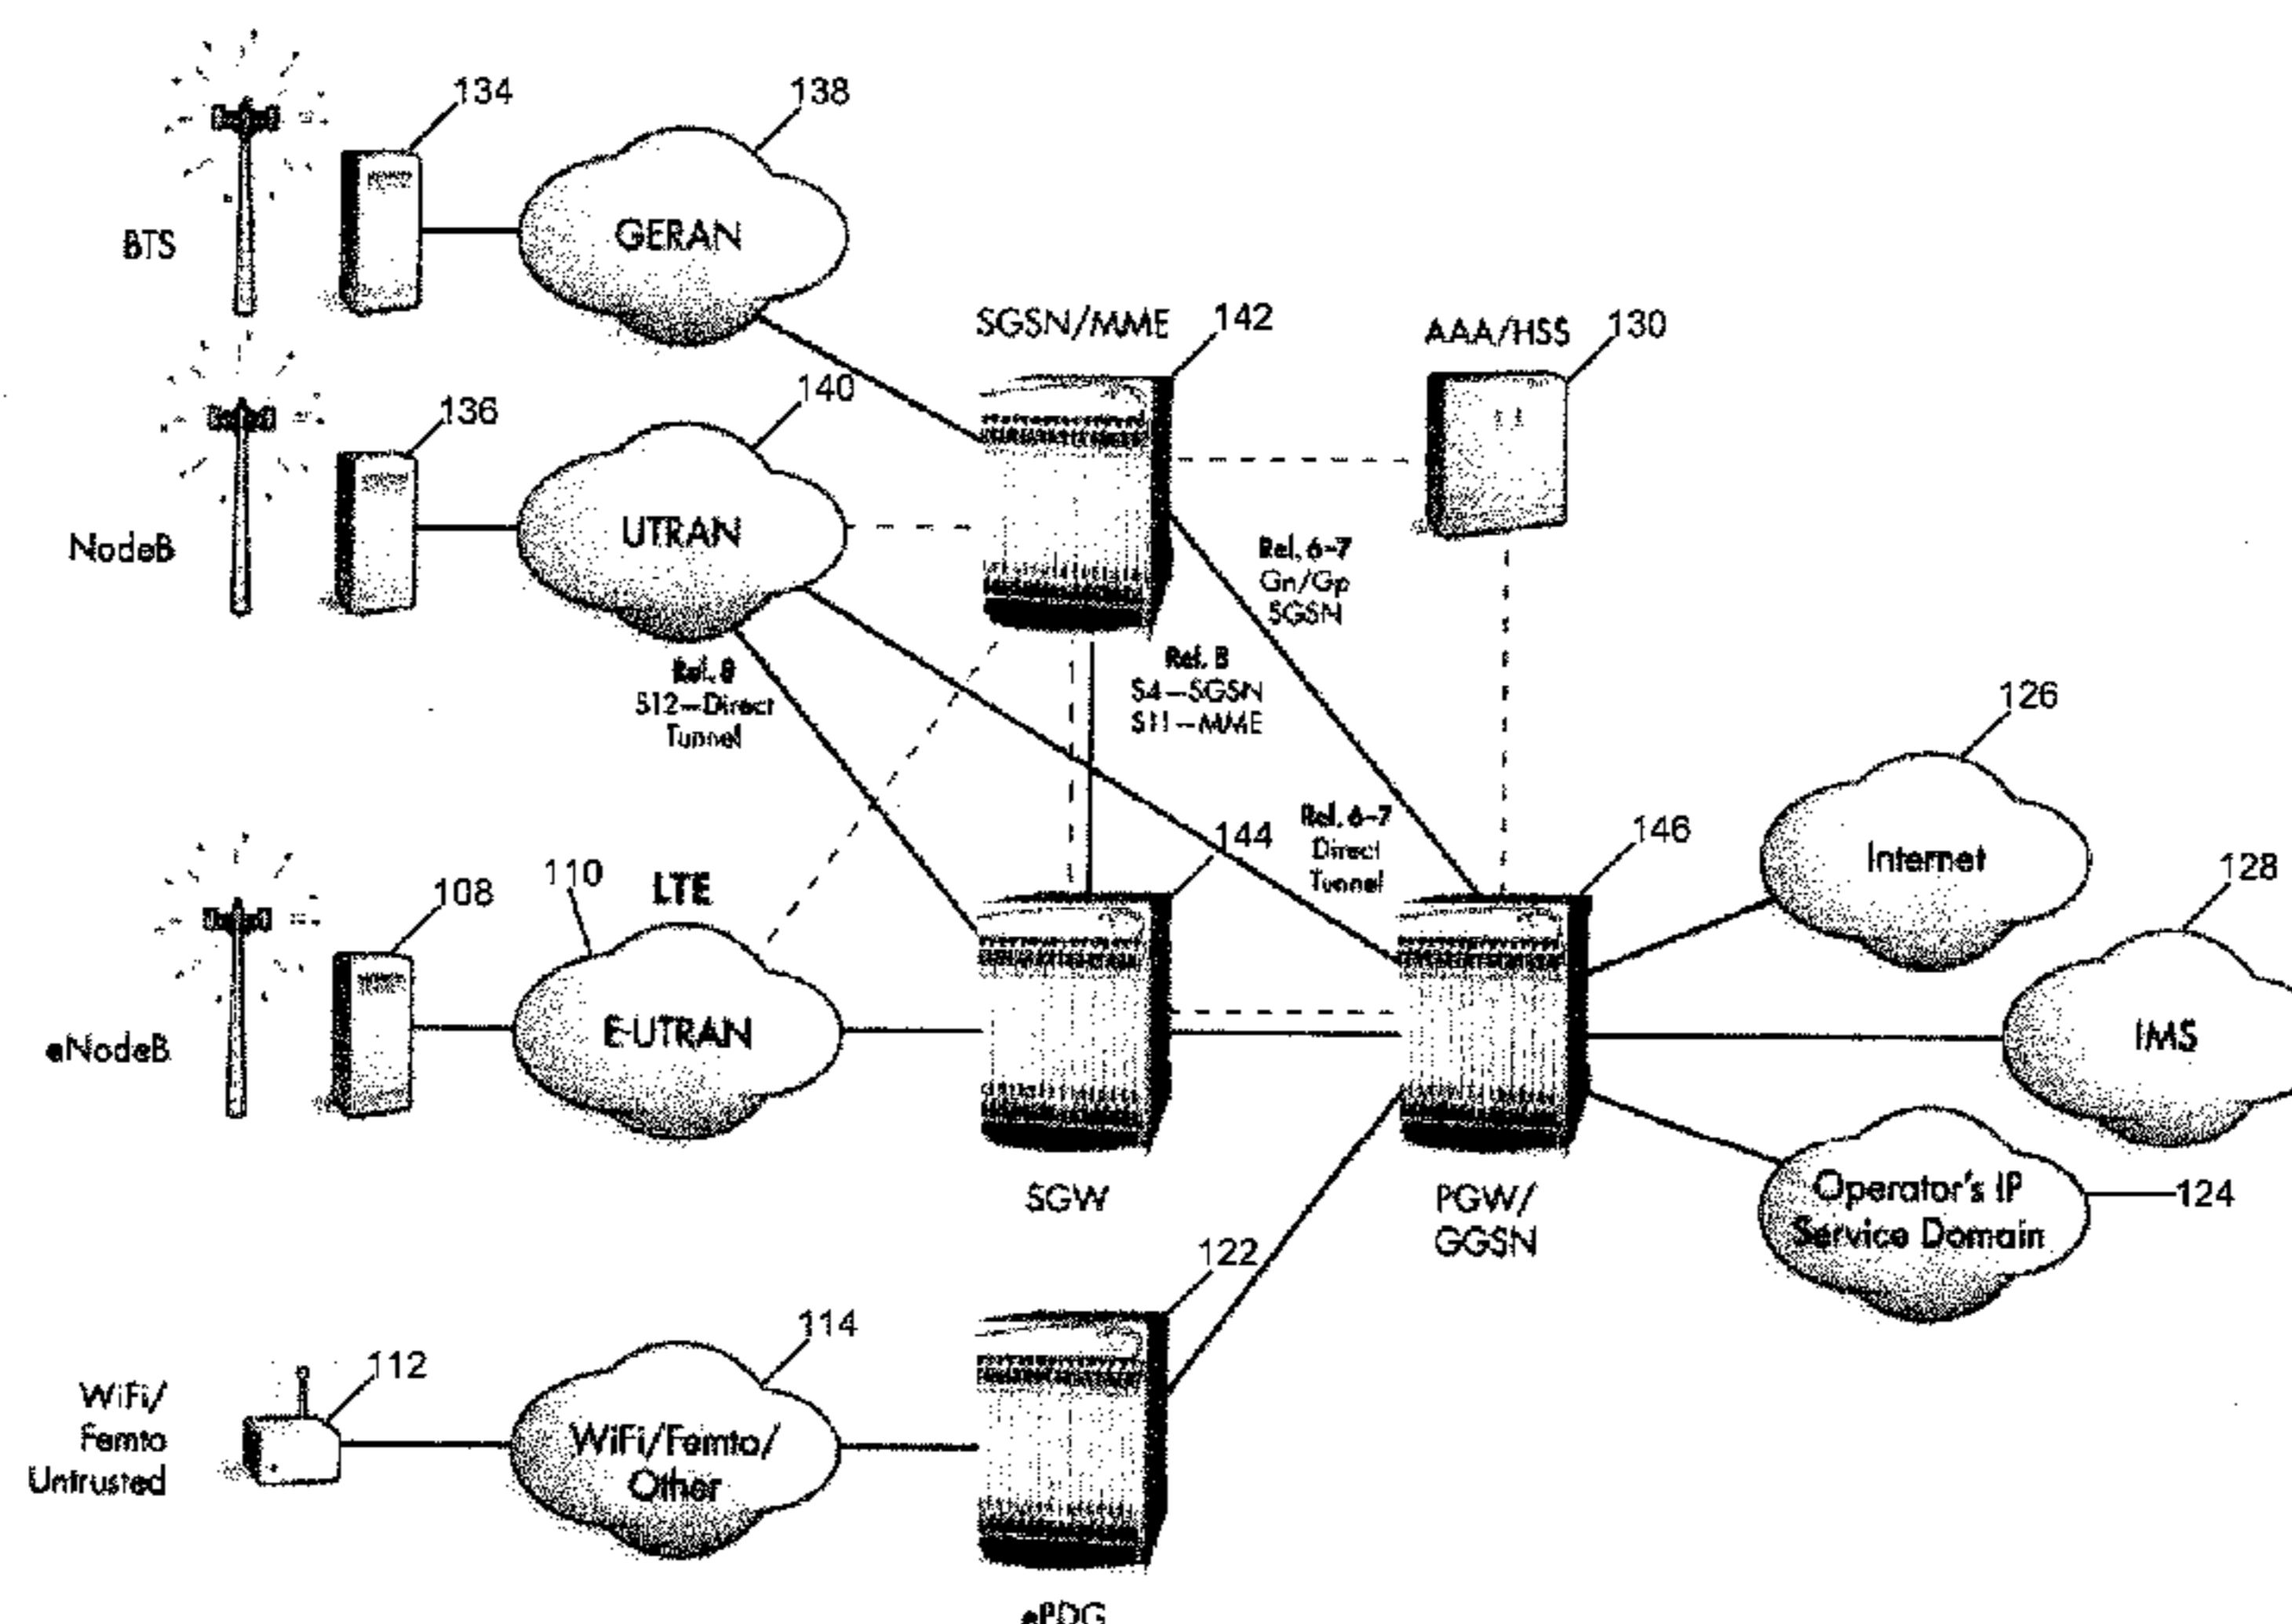 134
138
BTS
GERAN
SGSN/MME
142
AAA/HSS
130
140
136
NodeB
UTRAN
Rel. 6-7
Gn/Gp
SGSN
Rel. 8
S12–Direct
Tunnel
Rel. 8
S4–SGSN
S11–MME
126
144
Rel. 6-7
Direct
Tunnel
146
Internet
128
108
110
LTE
eNodeB
E-UTRAN
IMS
SGW
PGW/
GGSN
Operator's IP
Service Domain
124
122
114
112
WiFi/
Femto
Untrusted
WiFi/Femto/
Other
ePDG